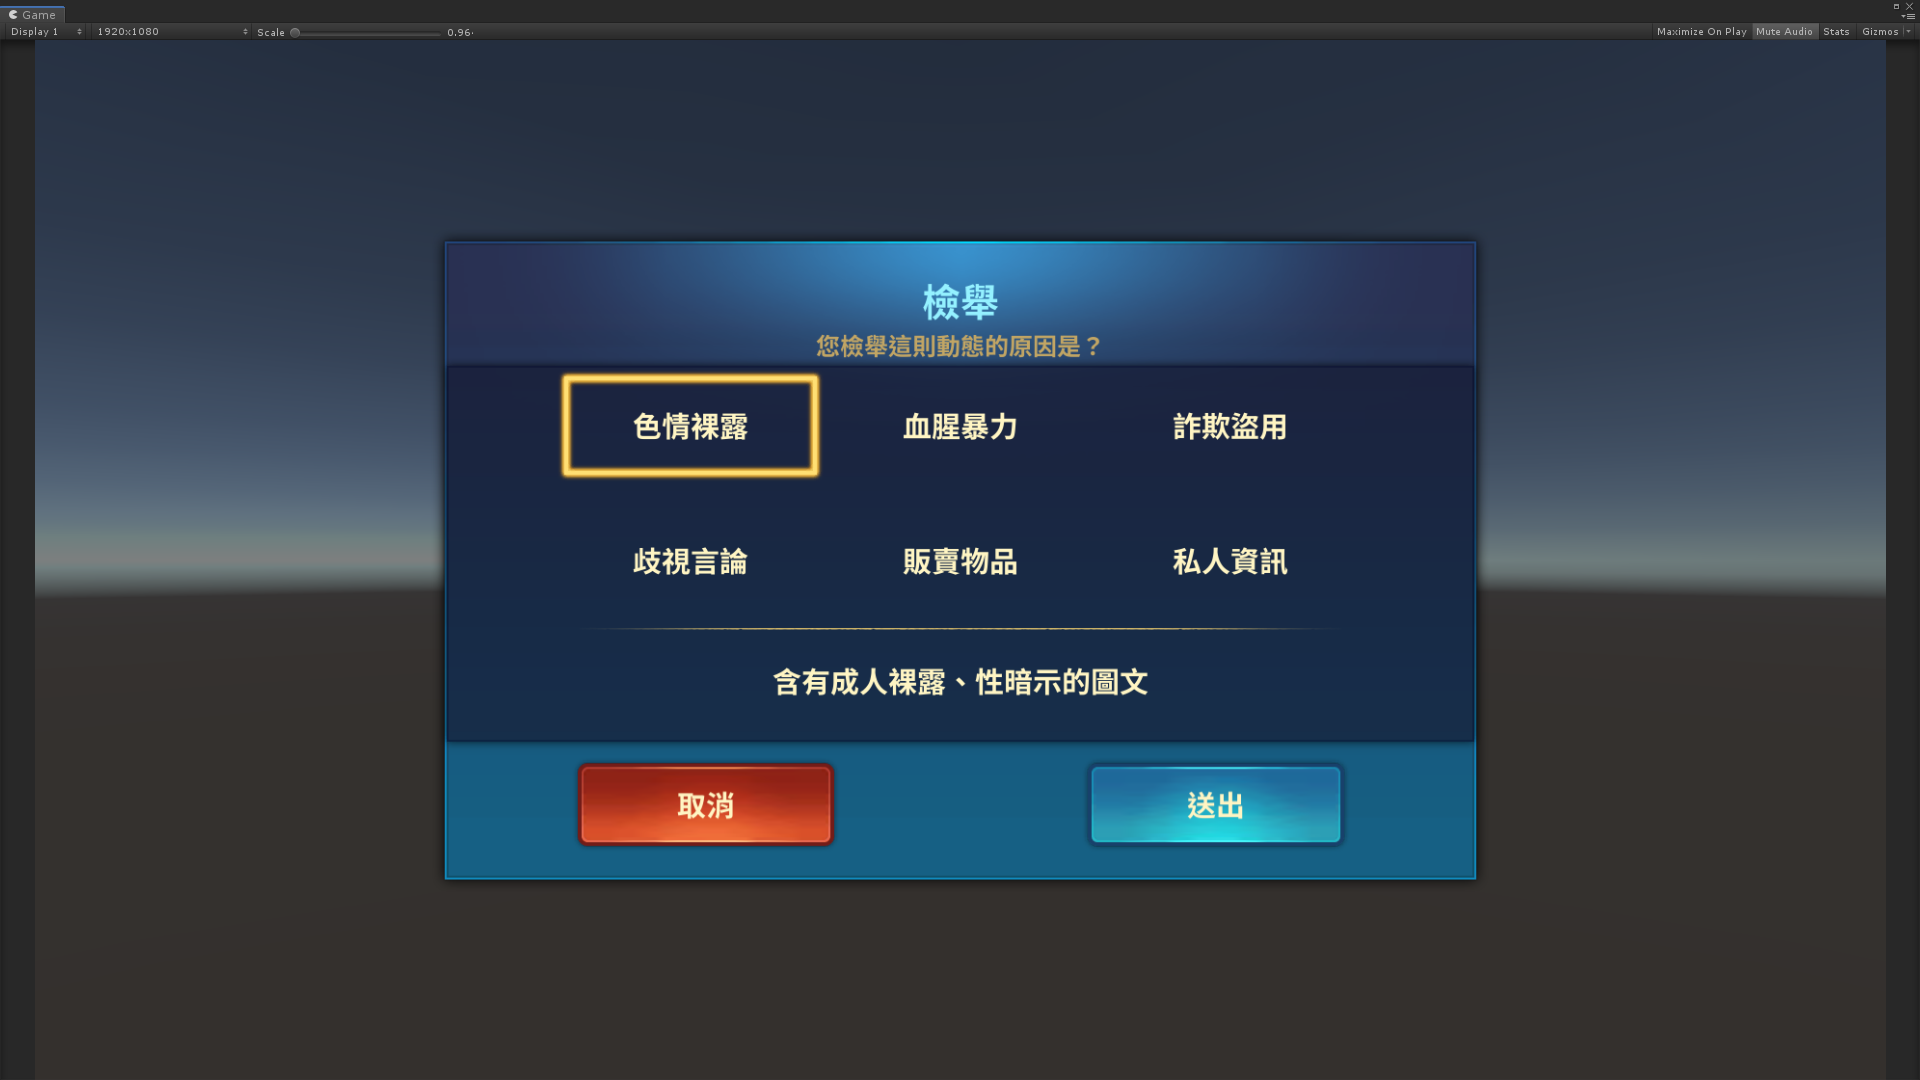 Game
Display 1
1920x1080
Scale
0.96
Maximize On Play
Mute Audio
Stats
Gizmos
檢舉
您檢舉這則動態的原因是？
色情裸露
血腥暴力
詐欺盜用
歧視言論
販賣物品
私人資訊
含有成人裸露、性暗示的圖文
取消
送出